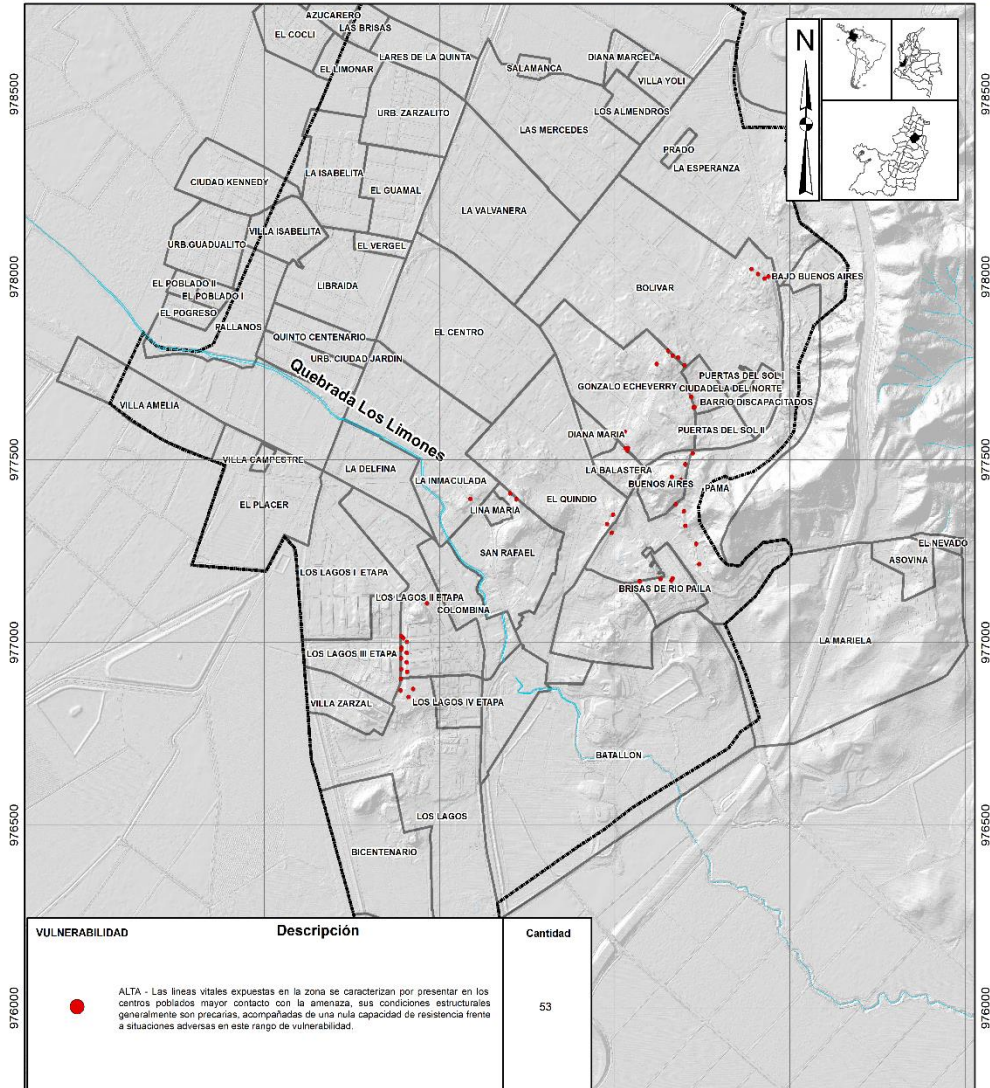 AZUCARERO
LAS BRISAS
EL COCLI
LARES DE LA QUINTA
EL LIMONAR
SALAMANCA
DIANA MARCELA
VILLA YOLI
N
978500
978500
URB. ZARZALITO
LOS ALMENDROS
LAS MERCEDES
PRADO
LA ESPERANZA
LA ISABELITA
CIUDAD KENNEDY
EL GUAMAL
LA VALVANERA
VILLA ISABELITA
URB.GUADUALITO
EL VERGEL
978000
978000
EL POBLADO II
EL POBLADO I
LIBRAIDA
BOLIVAR
BAJO BUENOS AIRES
EL POGRESO
PALLANOS
QUINTO CENTENARIO
EL CENTRO
URB. CIUDAD JARDIN
Quebrada Los Limones
PUERTAS DEL SOL I
GONZALO ECHEVERRY
CIUDADELA DEL NORTE
BARRIO DISCAPACITADOS
VILLA AMELIA
DIANA MARIA
PUERTAS DEL SOL II
977500
977500
VILLA CAMPESTRE
LA DELFINA
LA BALASTERA
LA INMACULADA
BUENOS AIRES
PAMA
EL PLACER
LINA MARIA
EL QUINDIO
SAN RAFAEL
EL NEVADO
ASOVINA
LOS LAGOS I ETAPA
BRISAS DE RIO PAILA
LOS LAGOS II ETAPA
COLOMBINA
977000
977000
LOS LAGOS III ETAPA
LA MARIELA
VILLA ZARZAL
LOS LAGOS IV ETAPA
BATALLON
976500
976500
LOS LAGOS
BICENTENARIO
VULNERABILIDAD
Descripción
Cantidad
976000
976000
ALTA - Las lineas vitales expuestas en la zona se caracterizan por presentar en los
centros poblados mayor contacto con la amenaza, sus condiciones estructurales
generalmente son precarias, acompañadas de una nula capacidad de resistencia frente
a situaciones adversas en este rango de vulnerabilidad.
53